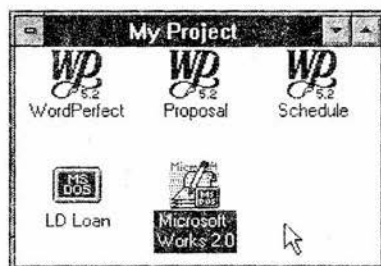 My Project
WP WP WP
5.2 5.2 5.2
WordPerfect Proposal Schedule
MS DOS
Microsoft
MS DOS
LD Loan Microsoft
Works 2.0